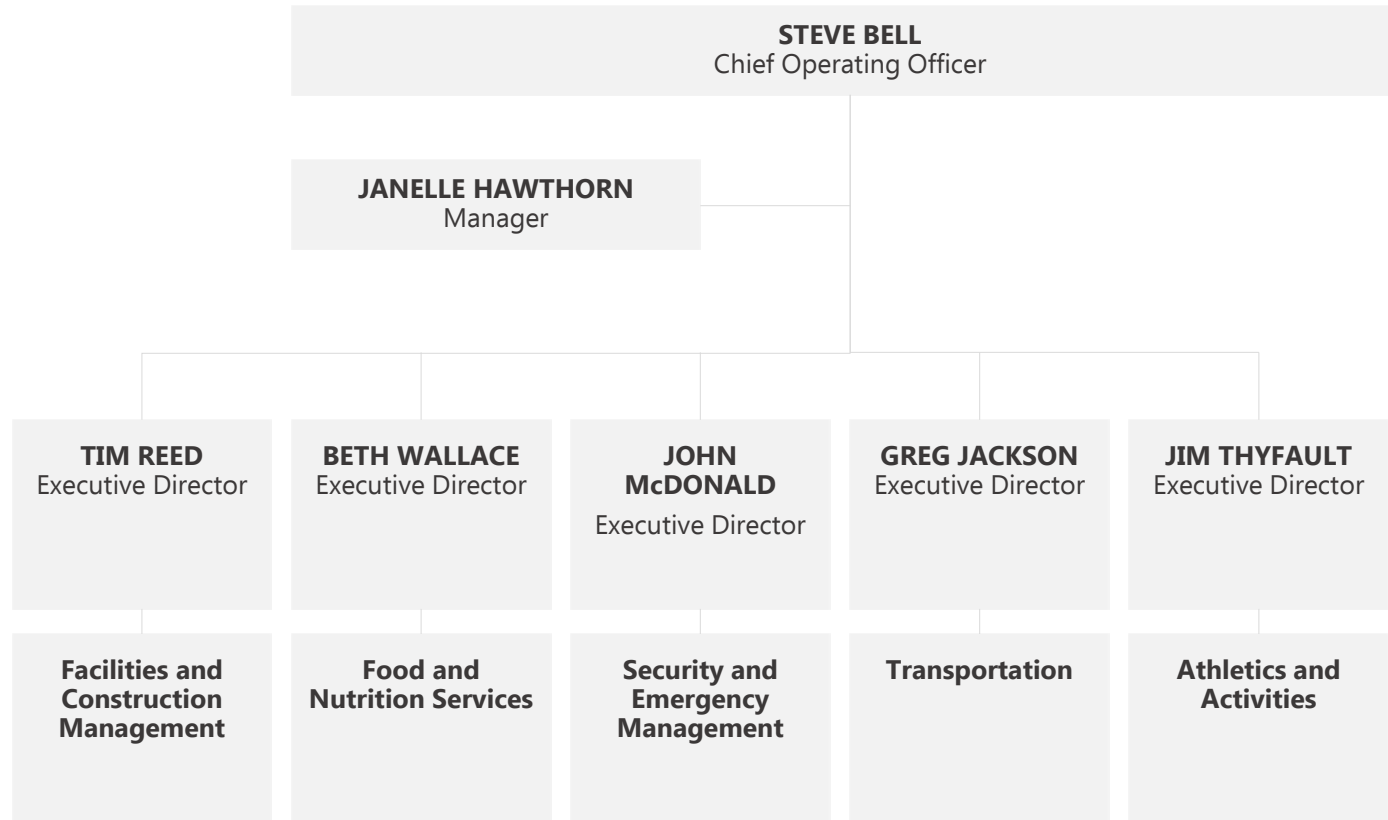 STEVE BELL
Chief Operating Officer
JANELLE HAWTHORN
Manager
TIM REED
Executive Director
BETH WALLACE
Executive Director
JOHN
McDONALD
Executive Director
GREG JACKSON
Executive Director
JIM THYFAULT
Executive Director
Facilities and
Construction
Management
Food and
Nutrition Services
Security and
Emergency
Management
Transportation
Athletics and
Activities